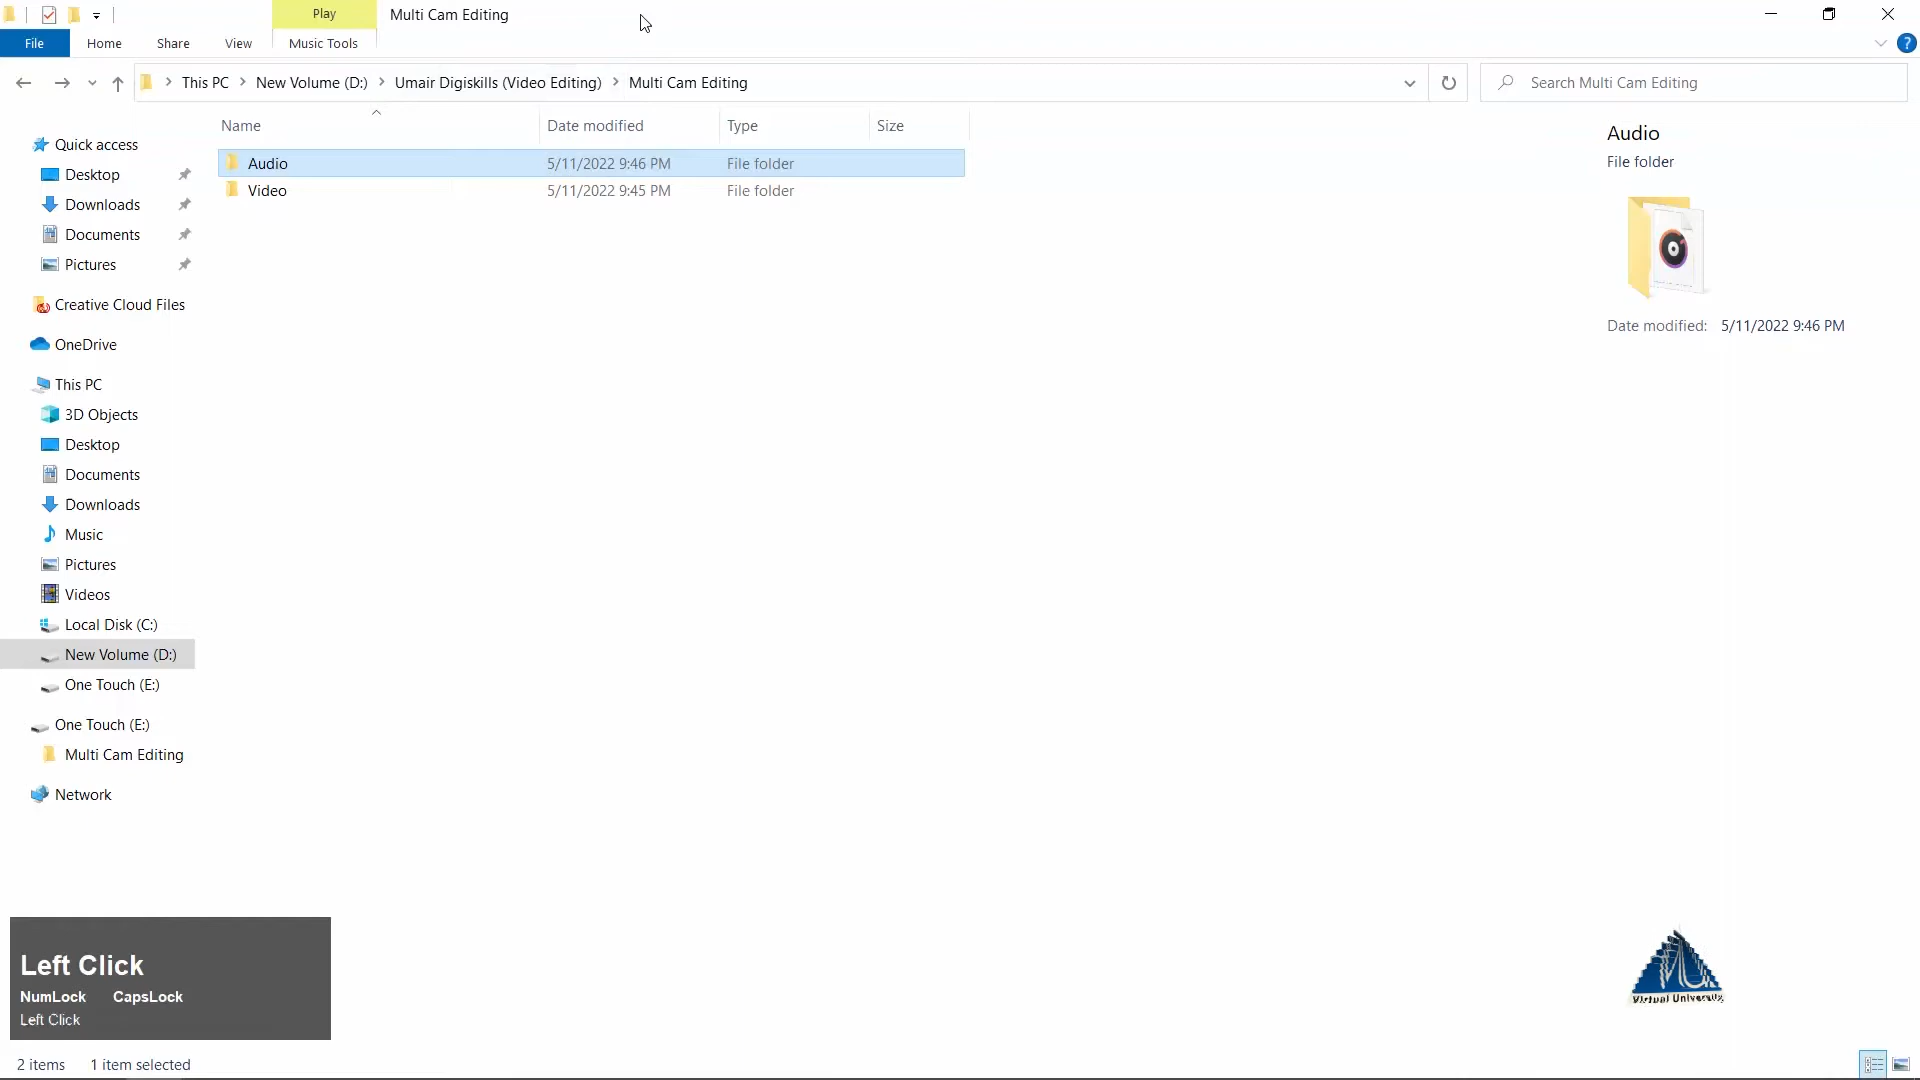 Play
Multi Cam Editing
File
Home
Share
View
Music Tools
?
This PC
New Volume (D:)
Umair Digiskills (Video Editing)
Multi Cam Editing
Search Multi Cam Editing
Name
Date modified
Type
Size
Quick access
Desktop
Downloads
Documents
Pictures
Creative Cloud Files
OneDrive
This PC
3D Objects
Desktop
Documents
Downloads
Music
Pictures
Videos
Local Disk (C:)
New Volume (D:)
One Touch (E:)
One Touch (E:)
Multi Cam Editing
Network
Audio 5/11/2022 9:46 PM File folder
Video 5/11/2022 9:45 PM File folder
Audio
File folder
Date modified: 5/11/2022 9:46 PM
Left Click
NumLock CapsLock
Left Click
VU
Virtual University
2 items 1 item selected